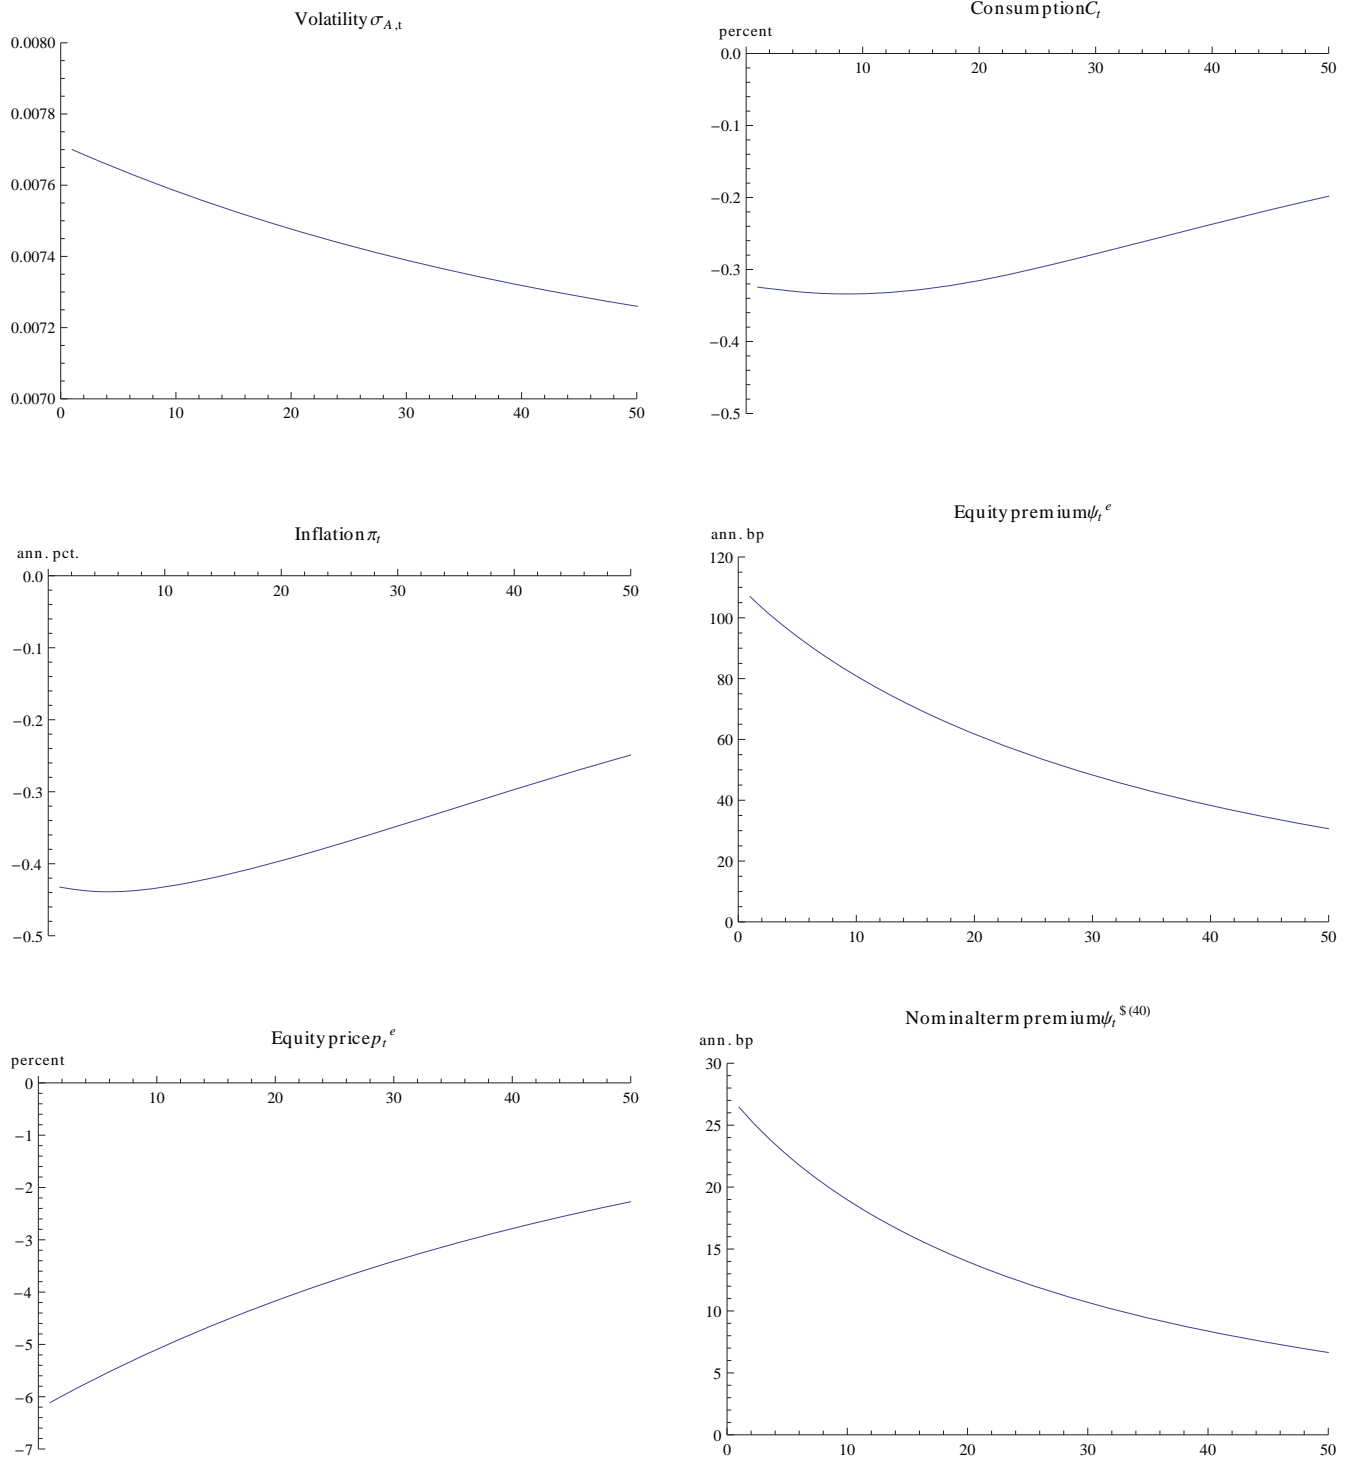 Volatility σA,t
0.0080
0.0078
0.0076
0.0074
0.0072
0.0070
0 10 20 30 40 50
Consumption Ct
percent
0.0
10 20 30 40 50
−0.1
−0.2
−0.3
−0.4
−0.5
Inflation πt
ann. pct.
0.0
10 20 30 40 50
−0.1
−0.2
−0.3
−0.4
−0.5
Equity premium ψt e
ann. bp
120
100
80
60
40
20
0
0 10 20 30 40 50
Equity price pt e
percent
0
10 20 30 40 50
−1
−2
−3
−4
−5
−6
−7
Nominal term premium ψt $(40)
ann. bp
30
25
20
15
10
5
0
0 10 20 30 40 50